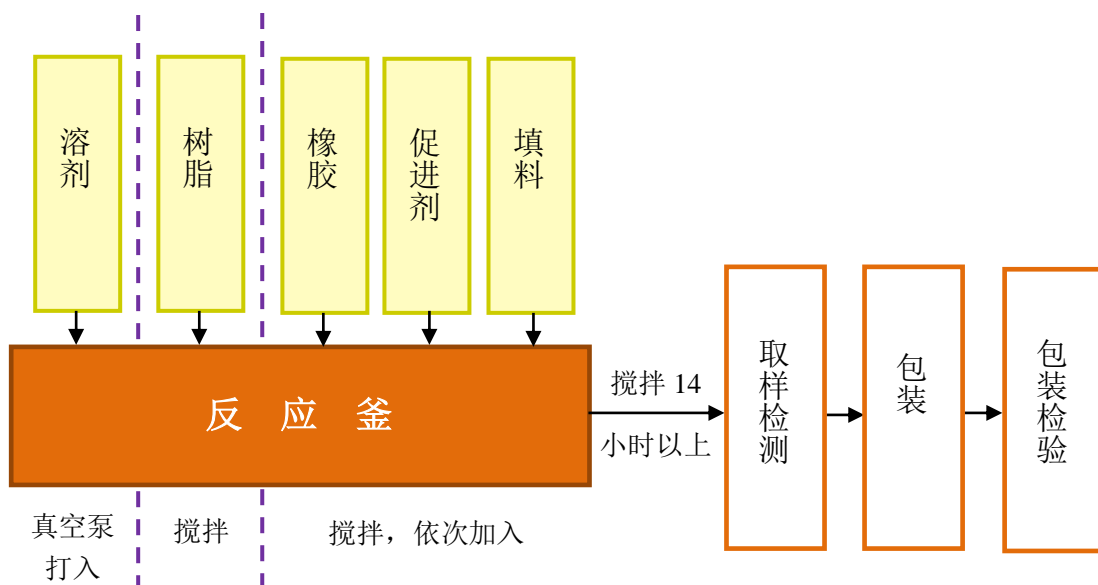 溶剂
树脂
橡胶
促进剂
填料
反应釜
搅拌 14
小时以上
取样检测
包装
包装检验
真空泵
打入
搅拌
搅拌，依次加入